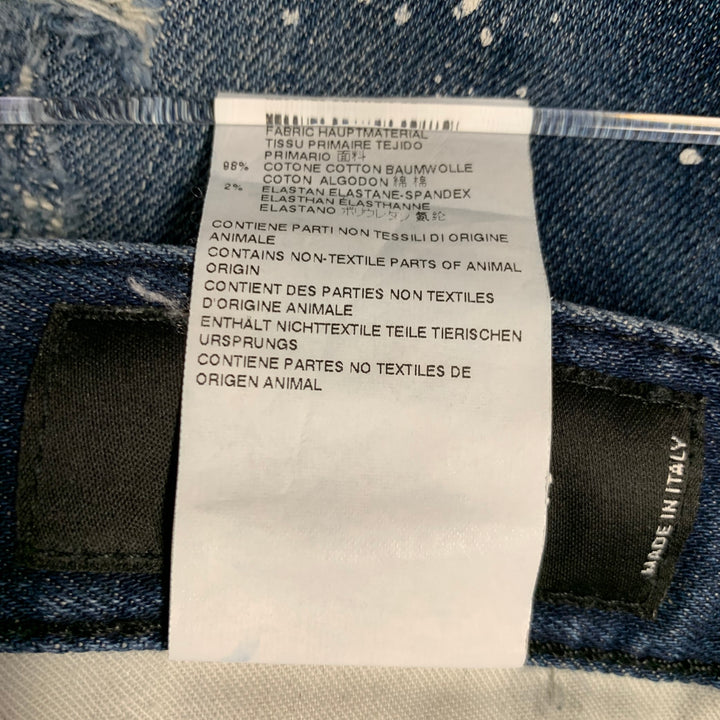 FABRIC HAUPTMATERIAL
TISSU PRIMAIRE TEJIDO
PRIMARIO 面料
98% COTONE COTTON BAUMWOLLE
COTON ALGODON 綿 棉
2% ELASTAN ELASTANE-SPANDEX
ELASTHAN ÉLASTHANNE
ELASTANO ポリウレタン 氨纶
CONTIENE PARTI NON TESSILI DI ORIGINE
ANIMALE
CONTAINS NON-TEXTILE PARTS OF ANIMAL
ORIGIN
CONTIENT DES PARTIES NON TEXTILES
D'ORIGINE ANIMALE
ENTHÄLT NICHTTEXTILE TEILE TIERISCHEN
URSPRUNGS
CONTIENE PARTES NO TEXTILES DE
ORIGEN ANIMAL
MADE IN ITALY